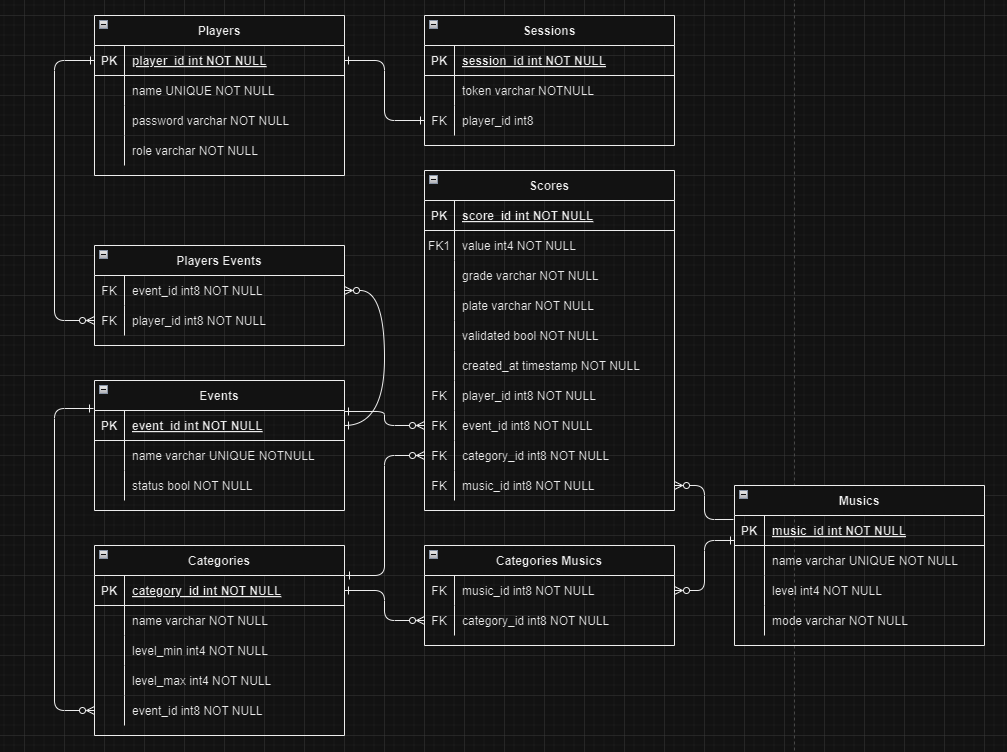 Players
PK player_id int NOT NULL
name UNIQUE NOT NULL
password varchar NOT NULL
role varchar NOT NULL
Sessions
PK session_id int NOT NULL
token varchar NOTNULL
FK player_id int8
Scores
PK score_id int NOT NULL
FK1 value int4 NOT NULL
grade varchar NOT NULL
plate varchar NOT NULL
validated bool NOT NULL
created_at timestamp NOT NULL
FK player_id int8 NOT NULL
FK event_id int8 NOT NULL
FK category_id int8 NOT NULL
FK music_id int8 NOT NULL
Players Events
FK event_id int8 NOT NULL
FK player_id int8 NOT NULL
Events
PK event_id int NOT NULL
name varchar UNIQUE NOTNULL
status bool NOT NULL
Categories
PK category_id int NOT NULL
name varchar NOT NULL
level_min int4 NOT NULL
level_max int4 NOT NULL
event_id int8 NOT NULL
Categories Musics
FK music_id int8 NOT NULL
FK category_id int8 NOT NULL
Musics
PK music_id int NOT NULL
name varchar UNIQUE NOT NULL
level int4 NOT NULL
mode varchar NOT NULL